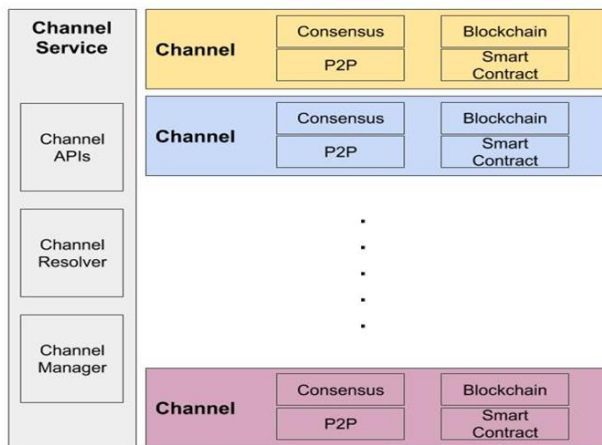 Channel
Service
Channel
APIs
Channel
Resolver
Channel
Manager
Channel
Consensus
Blockchain
P2P
Smart
Contract
Channel
Consensus
Blockchain
P2P
Smart
Contract
Channel
Consensus
Blockchain
P2P
Smart
Contract